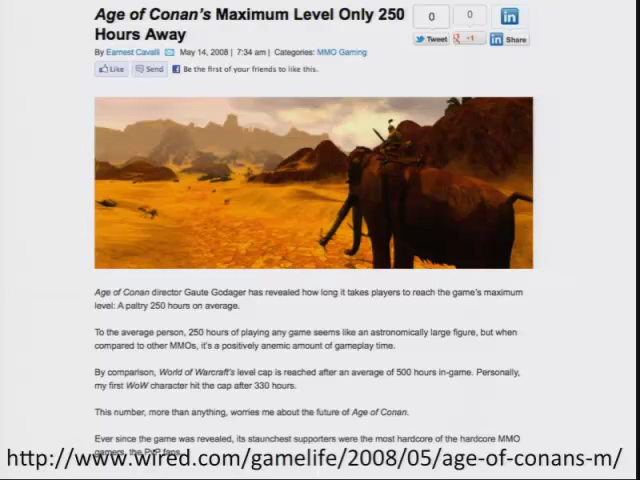 Age of Conan's Maximum Level Only 250
Hours Away
By Earnest Cavalli May 14, 2008 | 7:34 am | Categories: MMO Gaming
Like Send Be the first of your friends to like this.
0
0
in
Tweet
+1
in Share
Age of Conan director Gaute Godager has revealed how long it takes players to reach the game's maximum
level: A paltry 250 hours on average.
To the average person, 250 hours of playing any game seems like an astronomically large figure, but when
compared to other MMOs, it's a positively anemic amount of gameplay time.
By comparison, World of Warcraft's level cap is reached after an average of 500 hours in-game. Personally,
my first WoW character hit the cap after 330 hours.
This number, more than anything, worries me about the future of Age of Conan.
Ever since the game was revealed, its staunchest supporters were the most hardcore of the hardcore MMO
gamers, the PvP fans.
http://www.wired.com/gamelife/2008/05/age-of-conans-m/